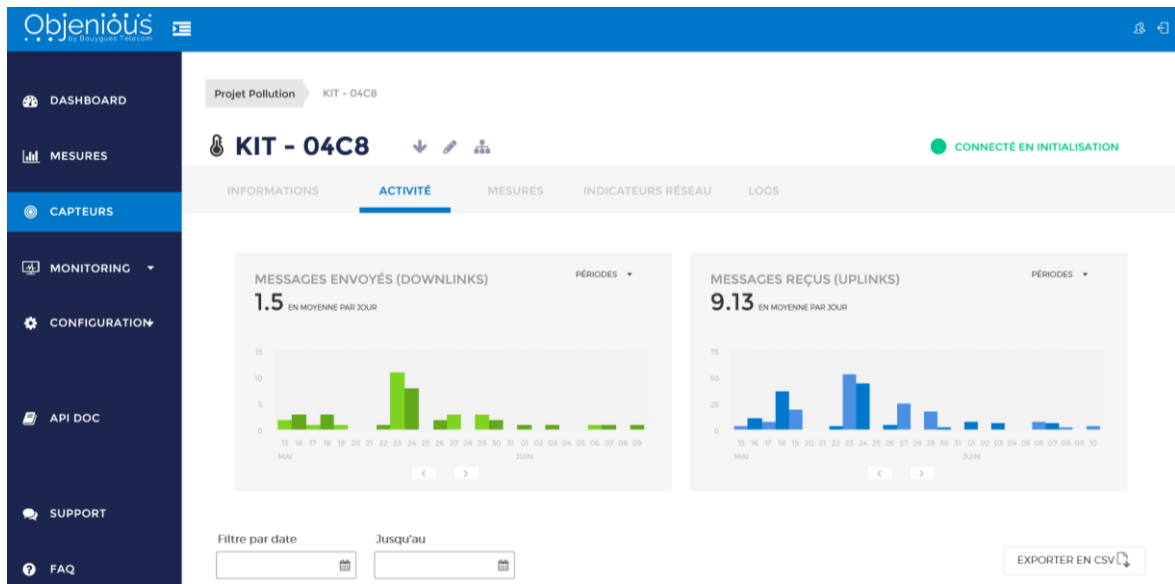 Objenioüs
by Bouygues Telecom
DASHBOARD
MESURES
CAPTEURS
MONITORING
CONFIGURATION
API DOC
SUPPORT
FAQ
Projet Pollution KIT - 04C8
KIT - 04C8
CONNECTÉ EN INITIALISATION
INFORMATIONS ACTIVITÉ MESURES INDICATEURS RÉSEAU LOGS
MESSAGES ENVOYÉS (DOWNLINKS) PÉRIODES
1.5 EN MOYENNE PAR JOUR
15
10
5
0
15 16 17 18 19 20 21 22 23 24 25 26 27 28 29 30 31 01 02 03 04 05 06 07 08 09
MAI JUIN
< >
MESSAGES REÇUS (UPLINKS) PÉRIODES
9.13 EN MOYENNE PAR JOUR
75
50
25
0
15 16 17 18 19 20 21 22 23 24 25 26 27 28 29 30 31 01 02 03 04 05 06 07 08 09 10
MAI JUIN
< >
Filtre par date Jusqu'au
EXPORTER EN CSV